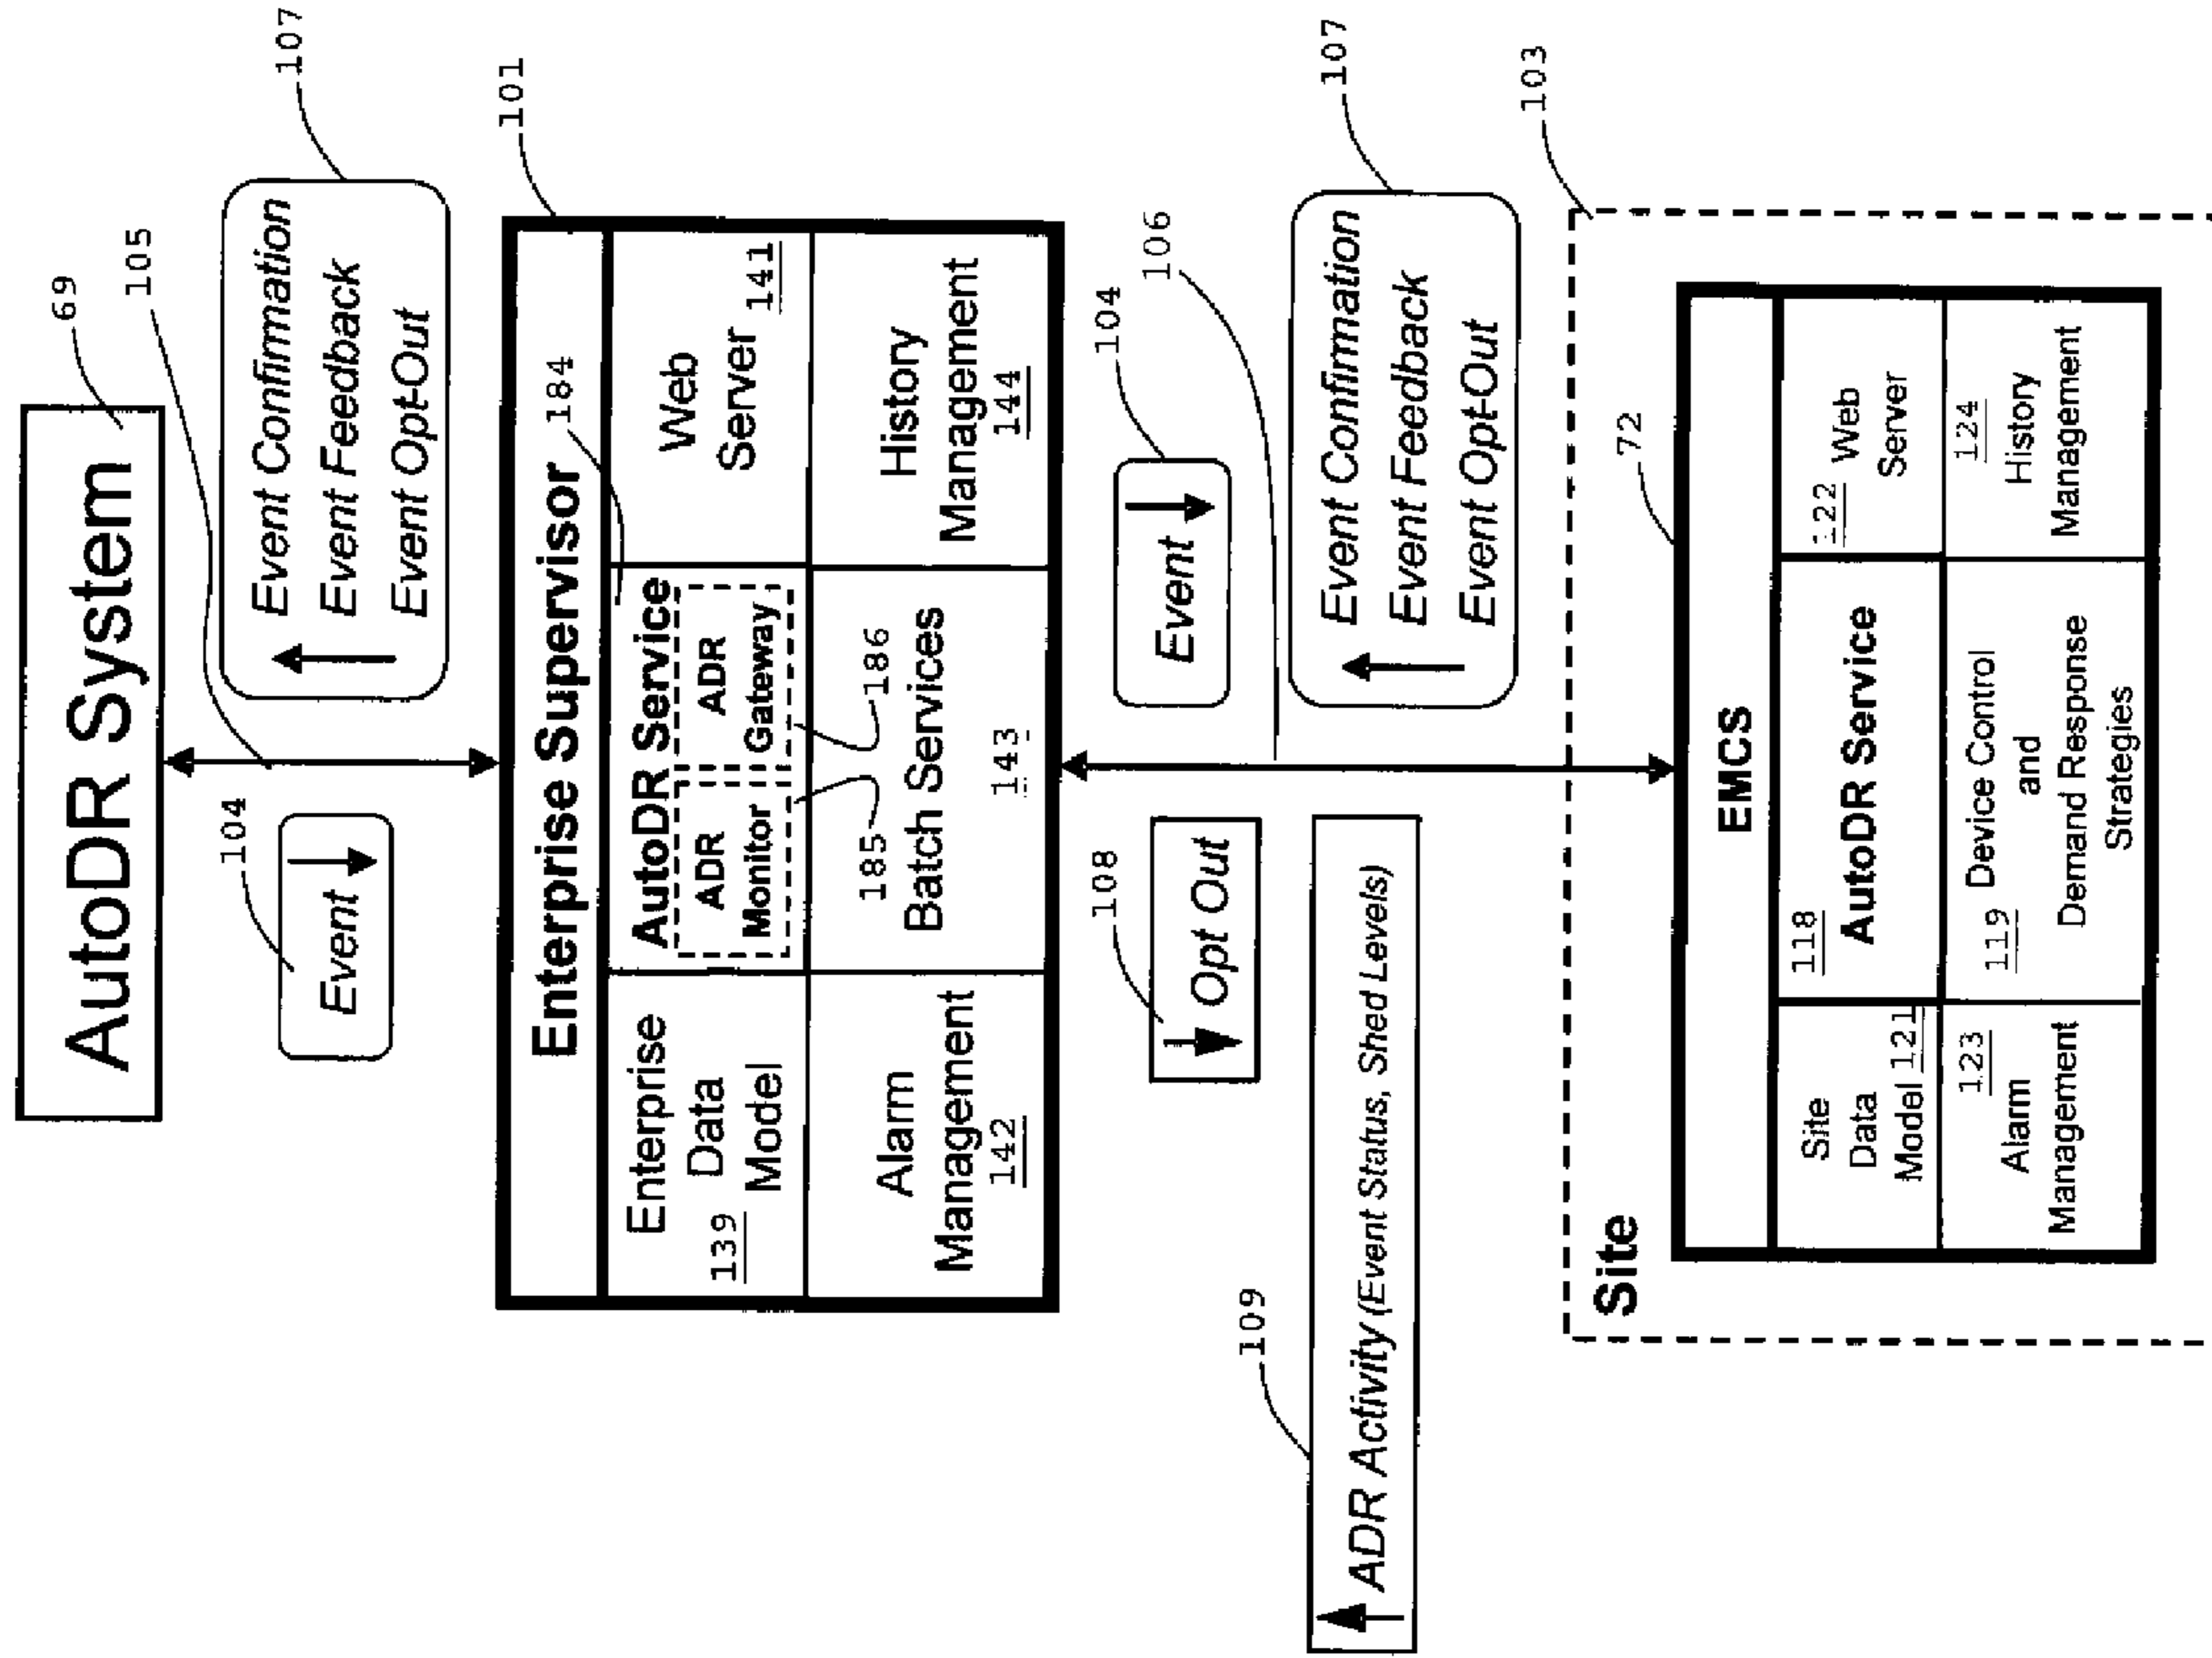 AutoDR System
69
105
104
Event
Event Confirmation
Event Feedback
Event Opt-Out
107
101
Enterprise Supervisor
Enterprise
Data
139 Model
AutoDR Service
184
ADR
Monitor
ADR
Gateway
Web
Server
141
Alarm
Management
142
185
186
Batch Services
143
History
Management
144
108
Opt Out
104
Event
106
107
Event Confirmation
Event Feedback
Event Opt-Out
109
ADR Activity (Event Status, Shed Levels)
103
Site
72
EMCS
Site
Data
Model 121
118
AutoDR Service
122 Web
Server
123
Alarm
Management
119 Device Control
and
Demand Response
Strategies
124
History
Management